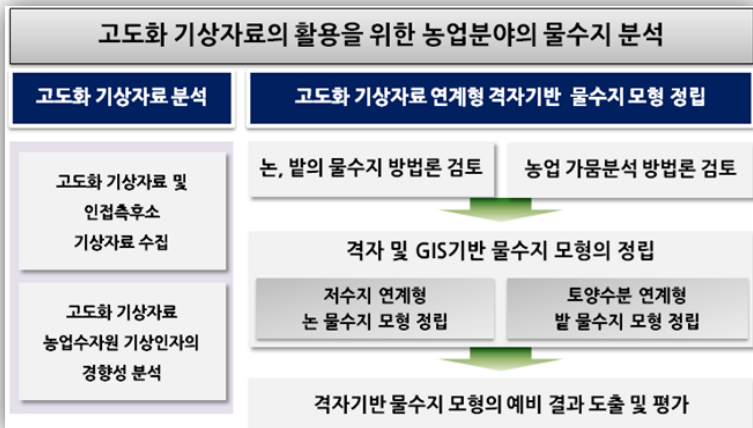 고도화 기상자료의 활용을 위한 농업분야의 물수지 분석
고도화 기상자료 분석
고도화 기상자료 및
인접측후소
기상자료 수집
고도화 기상자료
농업수자원 기상인자의
경향성 분석
고도화 기상자료 연계형 격자기반 물수지 모형 정립
논, 밭의 물수지 방법론 검토
농업 가뭄분석 방법론 검토
격자 및 GIS기반 물수지 모형의 정립
저수지 연계형
논 물수지 모형 정립
토양수분 연계형
밭 물수지 모형 정립
격자기반 물수지 모형의 예비 결과 도출 및 평가